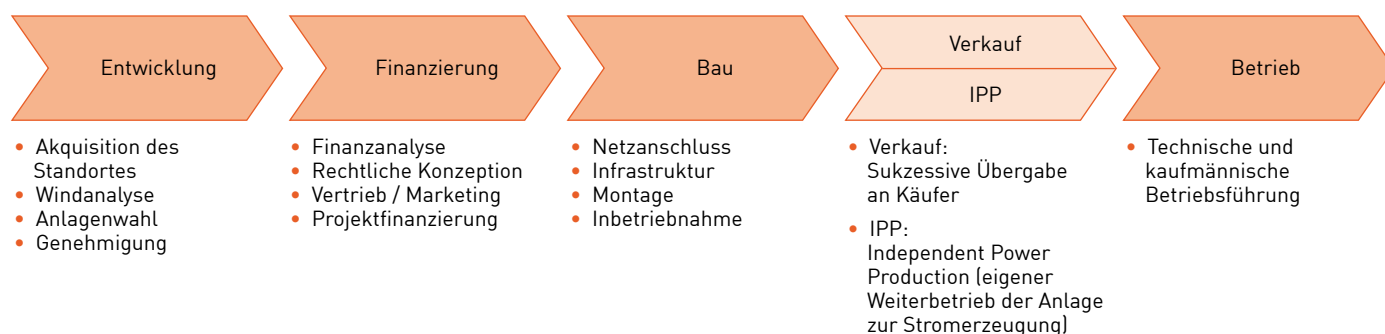 Entwicklung
Finanzierung
Bau
Verkauf
IPP
Betrieb
• Akquisition des
Standortes
• Windanalyse
• Anlagenwahl
• Genehmigung
• Finanzanalyse
• Rechtliche Konzeption
• Vertrieb / Marketing
• Projektfinanzierung
• Netzanschluss
• Infrastruktur
• Montage
• Inbetriebnahme
• Verkauf:
Sukzessive Übergabe
an Käufer
• IPP:
Independent Power
Production (eigener
Weiterbetrieb der Anlage
zur Stromerzeugung)
• Technische und
kaufmännische
Betriebsführung